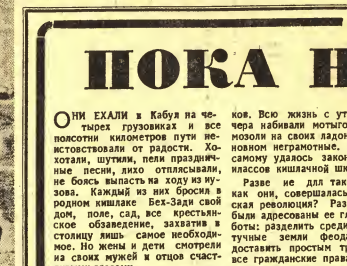 ПОКА Н
ОНИ ЕХАЛИ в Кабул на че-
тырех грузовиках и все
полсотни километров пути не-
истовствовали от радости. Хо-
хотали, шутили, пели празднич-
ные песни, лихо отплясывали,
не боясь выпасть на ходу из ку-
зова. Каждый из них бросил в
родном кишлаке Бех-Зади свой
дом, поле, сад, все крестьян-
ское обзаведение, захватив в
столицу лишь самое необходи-
мое. Но жены и дети смотрели
на своих мужей и отцов счаст-
ков. Всю жизнь с ут
чера набивали мотыго
мозоли на своих ладон
новном неграмотные.
самому удалось закон
классов кишлачной шк
Разве не для так
как они, совершалась
ская революция? Раз
были адресованы ее гл
боты: разделить среди
тучные земли феода
доставить простым т
все гражданские права